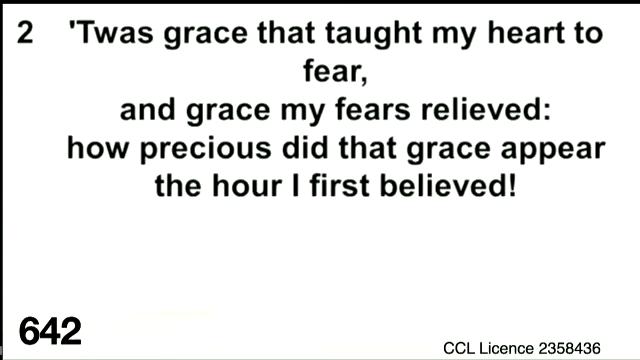 2 'Twas grace that taught my heart to
fear,
and grace my fears relieved:
how precious did that grace appear
the hour I first believed!
642
CCL Licence 2358436